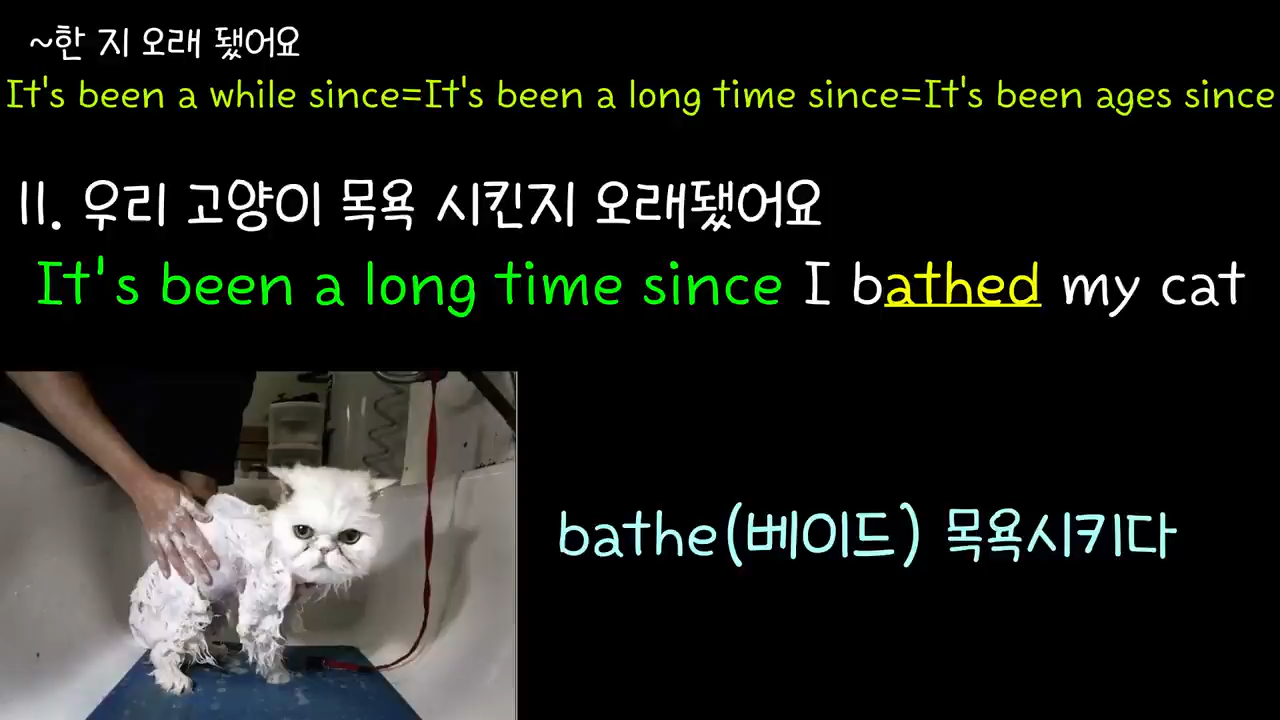 ~한 지 오래 됐어요
It's been a while since=It's been a long time since=It's been ages since
11. 우리 고양이 목욕 시킨지 오래됐어요
It's been a long time since I bathed my cat
bathe(베이드) 목욕시키다